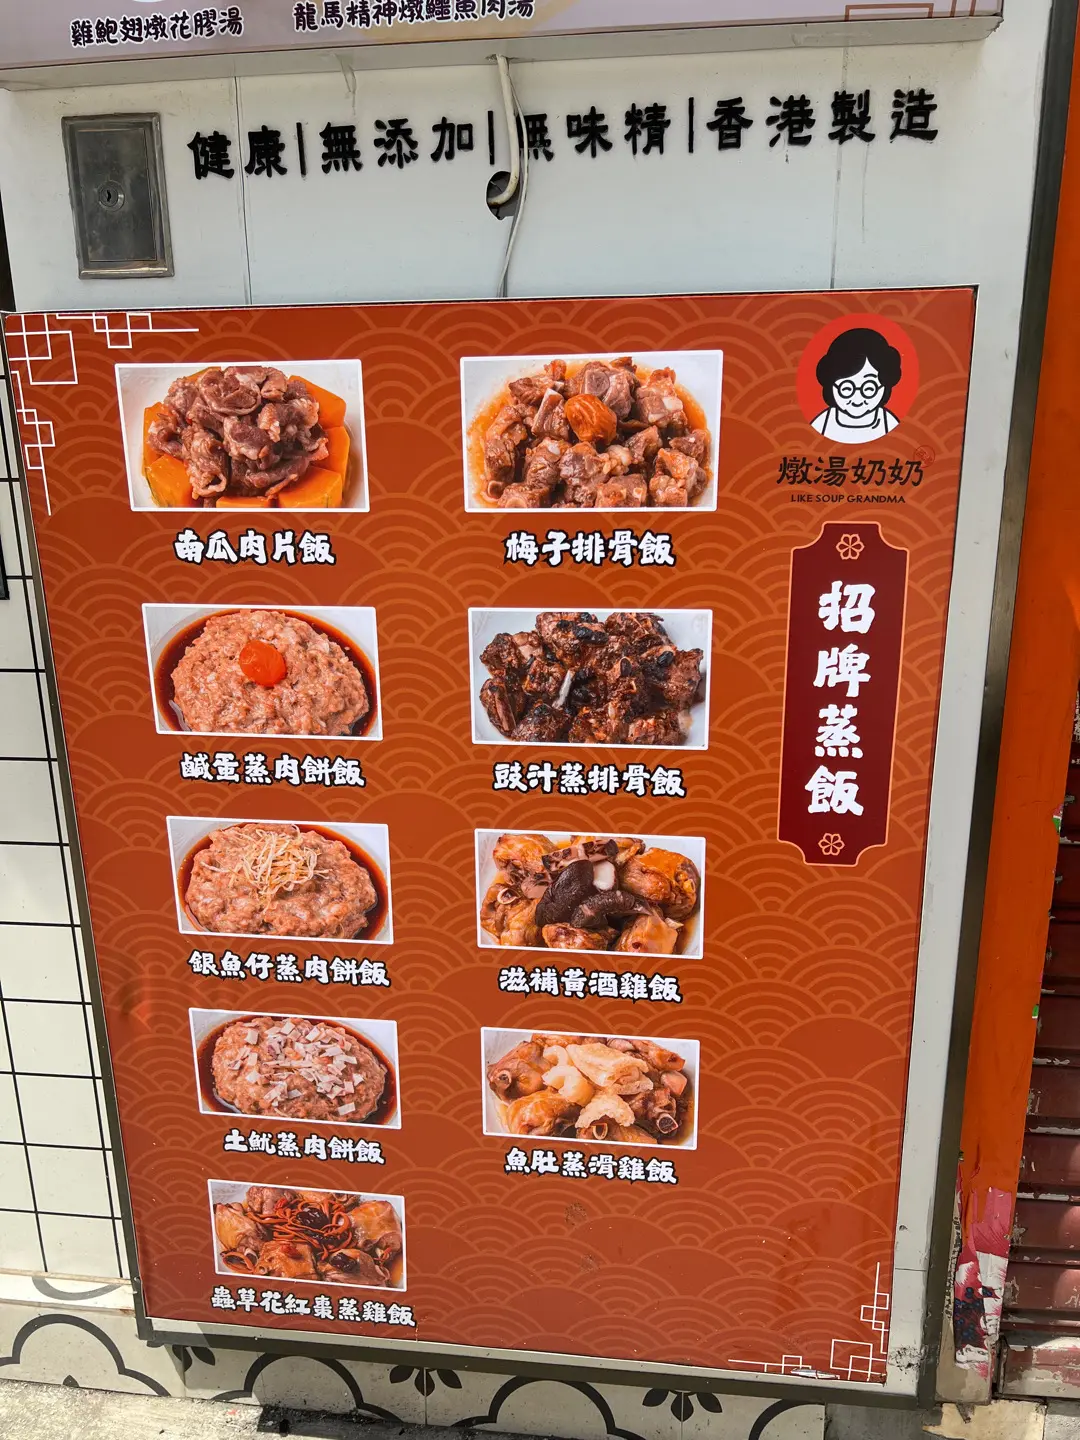 雞鮑翅燉花膠湯
龍馬精神燉鱷魚肉湯
健康|無添加|無味精|香港製造
燉湯奶奶
LIKE SOUP GRANDMA
招牌蒸飯
南瓜肉片飯
梅子排骨飯
鹹蛋蒸肉餅飯
豉汁蒸排骨飯
銀魚仔蒸肉餅飯
滋補黃酒雞飯
土魷蒸肉餅飯
魚肚蒸滑雞飯
蟲草花紅棗蒸雞飯